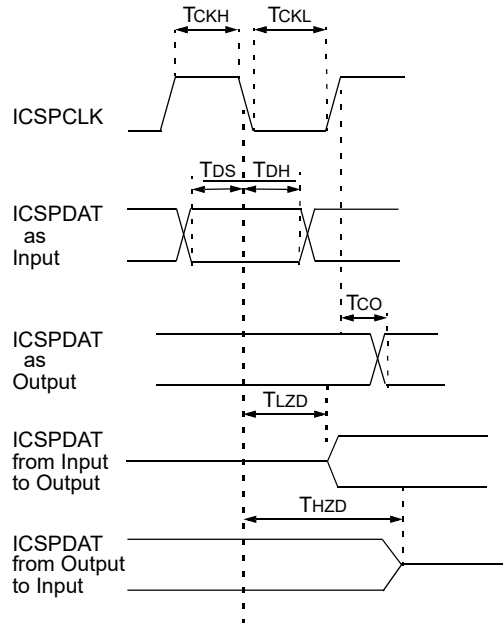 TCKH TCKL
ICSPCLK
TDS TDH
ICSPDAT
as
Input
TCO
ICSPDAT
as
Output
TLZD
ICSPDAT
from Input
to Output
THZD
ICSPDAT
from Output
to Input